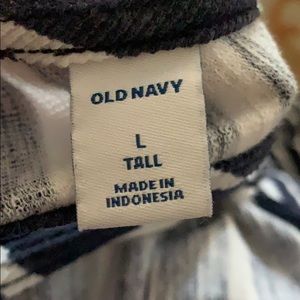 OLD NAVY
L
TALL
MADE IN
INDONESIA